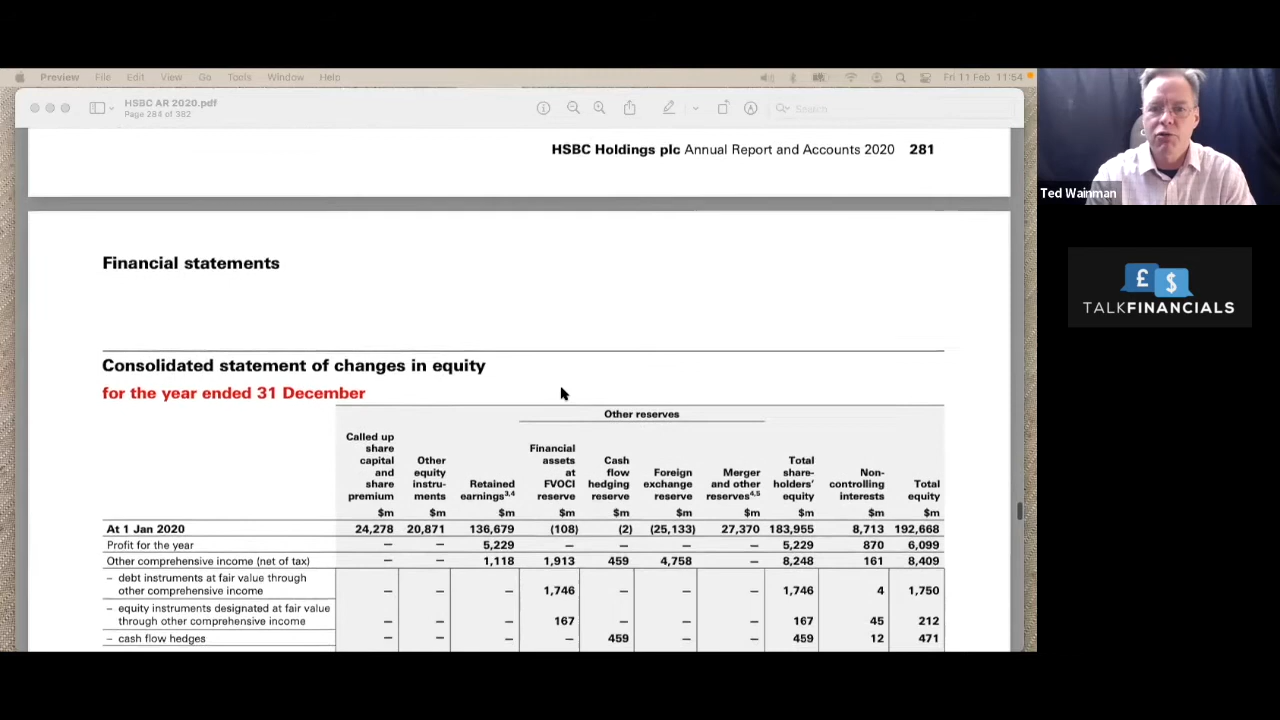 Preview File Edit View Go Tools Window Help Fri 11 Feb 11:54
HSBC AR 2020.pdf
Page 284 of 382
Search
HSBC Holdings plc Annual Report and Accounts 2020 281
Financial statements
Consolidated statement of changes in equity
for the year ended 31 December
Other reserves
Called up share capital and share premium
Other equity instru-ments
Retained earnings3,4
Financial assets at FVOCI reserve
Cash flow hedging reserve
Foreign exchange reserve
Merger and other reserves4,5
Total share-holders' equity
Non-controlling interests
Total equity
$m $m $m $m $m $m $m $m $m $m
At 1 Jan 2020 24,278 20,871 136,679 (108) (2) (25,133) 27,370 183,955 8,713 192,668
Profit for the year – – 5,229 – – – – 5,229 870 6,099
Other comprehensive income (net of tax) – – 1,118 1,913 459 4,758 – 8,248 161 8,409
– debt instruments at fair value through
other comprehensive income – – – 1,746 – – – 1,746 4 1,750
– equity instruments designated at fair value
through other comprehensive income – – – 167 – – – 167 45 212
– cash flow hedges – – – – 459 – – 459 12 471
Ted Wainman
£ $
TALKFINANCIALS